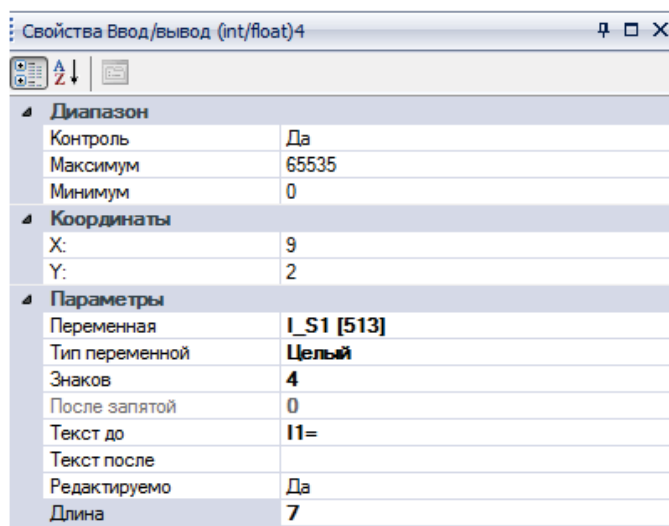 Свойства Ввод/вывод (int/float)4
Диапазон
Контроль Да
Максимум 65535
Минимум 0
Координаты
X: 9
Y: 2
Параметры
Переменная I_S1 [513]
Тип переменной Целый
Знаков 4
После запятой 0
Текст до I1=
Текст после
Редактируемо Да
Длина 7